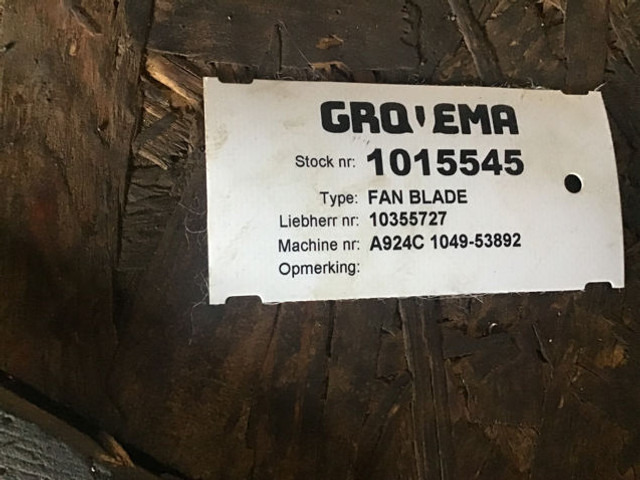 GRO'EMA
Stock nr: 1015545
Type: FAN BLADE
Liebherr nr: 10355727
Machine nr: A924C 1049-53892
Opmerking: